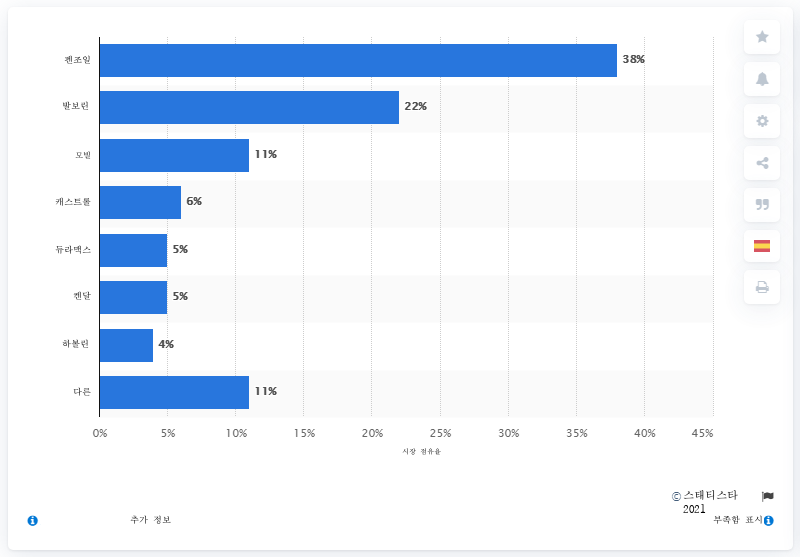 펜조일
38%
발보린
22%
모빌
11%
캐스트롤
6%
듀라맥스
5%
켄달
5%
하볼린
4%
다른
11%
0% 5% 10% 15% 20% 25% 30% 35% 40% 45%
시장 점유율
© 스태티스타
2021
추가 정보
부족함 표시